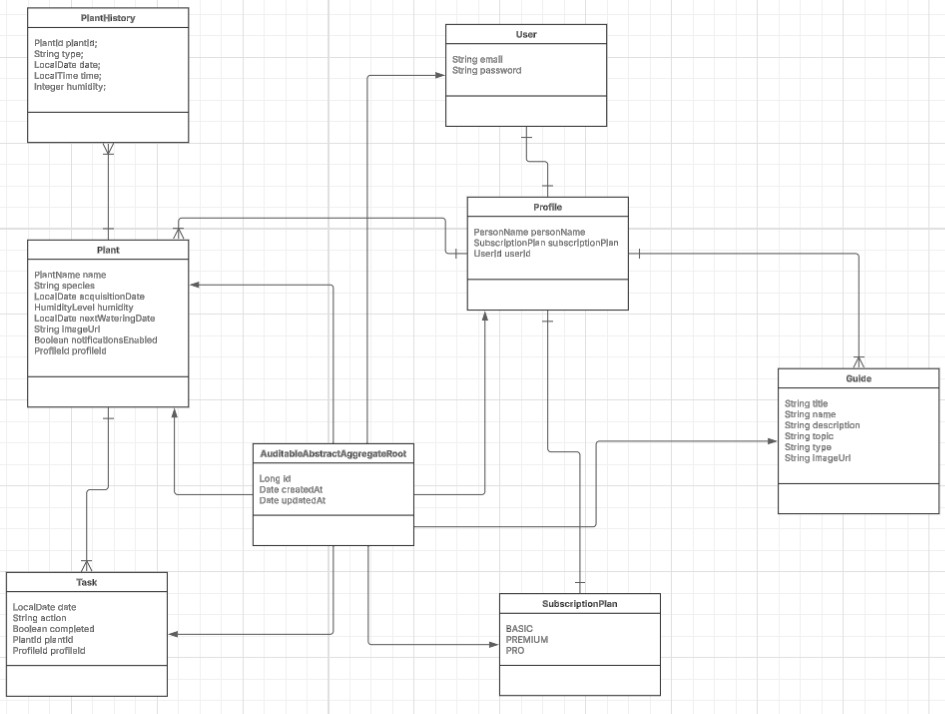 PlantHistory
PlantId plantId;
String type;
LocalDate date;
LocalTime time;
Integer humidity;
User
String email
String password
Profile
PersonName personName
SubscriptionPlan subscriptionPlan
UserId userId
Plant
PlantName name
String species
LocalDate acquisitionDate
HumidityLevel humidity
LocalDate nextWateringDate
String imageUrl
Boolean notificationsEnabled
ProfileId profileId
Guide
String title
String name
String description
String topic
String type
String imageUrl
AuditableAbstractAggregateRoot
Long id
Date createdAt
Date updatedAt
Task
LocalDate date
String action
Boolean completed
PlantId plantId
ProfileId profileId
SubscriptionPlan
BASIC
PREMIUM
PRO